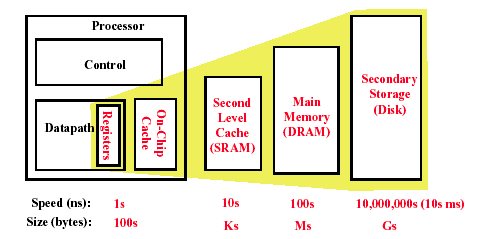 Processor
Control
Datapath
Registers
On-Chip
Cache
Second
Level
Cache
(SRAM)
Main
Memory
(DRAM)
Secondary
Storage
(Disk)
Speed (ns): 1s 10s 100s 10,000,000s (10s ms)
Size (bytes): 100s Ks Ms Gs